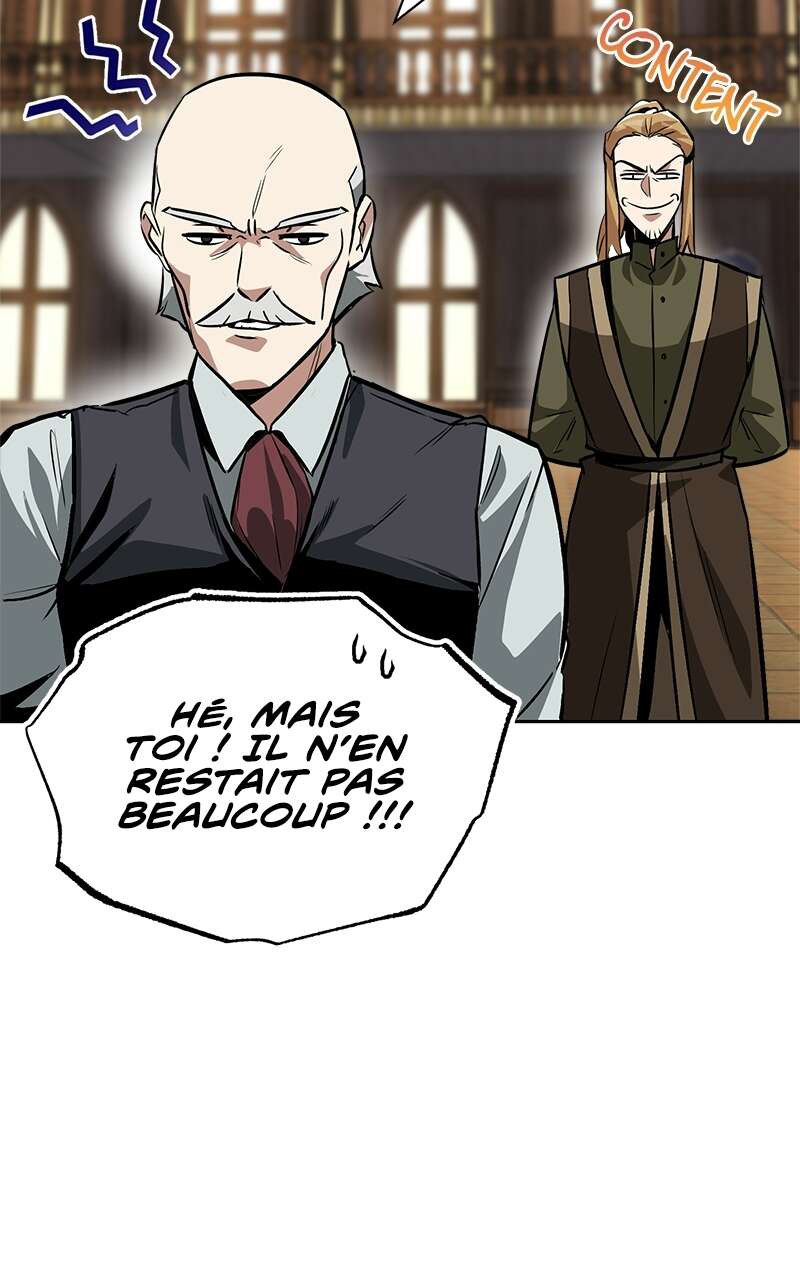 CONTENT
HÉ, MAIS
TOI ! IL N'EN
RESTAIT PAS
BEAUCOUP !!!